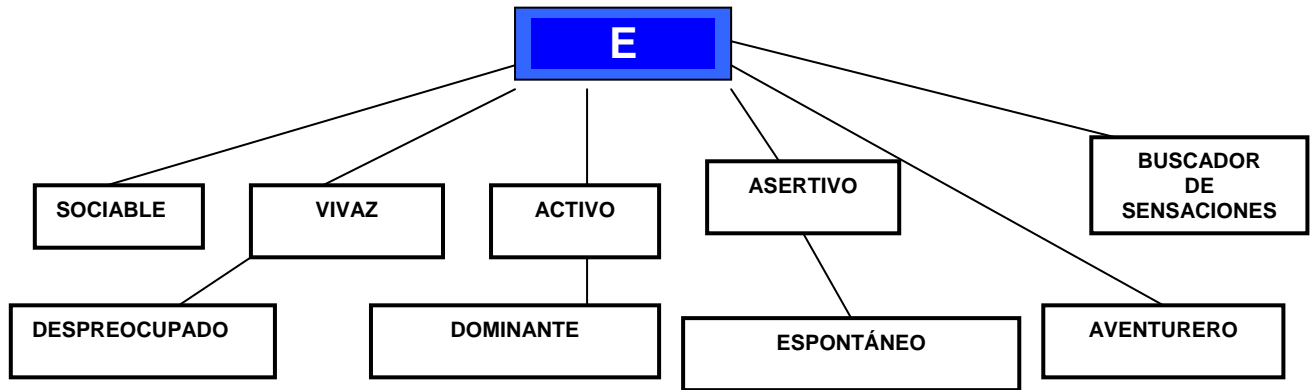 E
SOCIABLE
VIVAZ
ACTIVO
ASERTIVO
BUSCADOR
DE
SENSACIONES
DESPREOCUPADO
DOMINANTE
ESPONTÁNEO
AVENTURERO